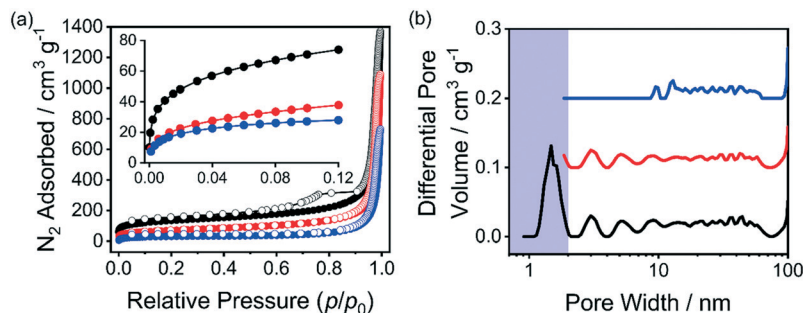 (a)
N₂ Adsorbed / cm³ g⁻¹
1400
1200
1000
800
600
400
200
0
80
60
40
20
0
0.00 0.04 0.08 0.12
0.0 0.2 0.4 0.6 0.8 1.0
Relative Pressure (p/p₀)
(b)
Differential Pore
Volume / cm³ g⁻¹
0.3
0.2
0.1
0.0
1 10 100
Pore Width / nm